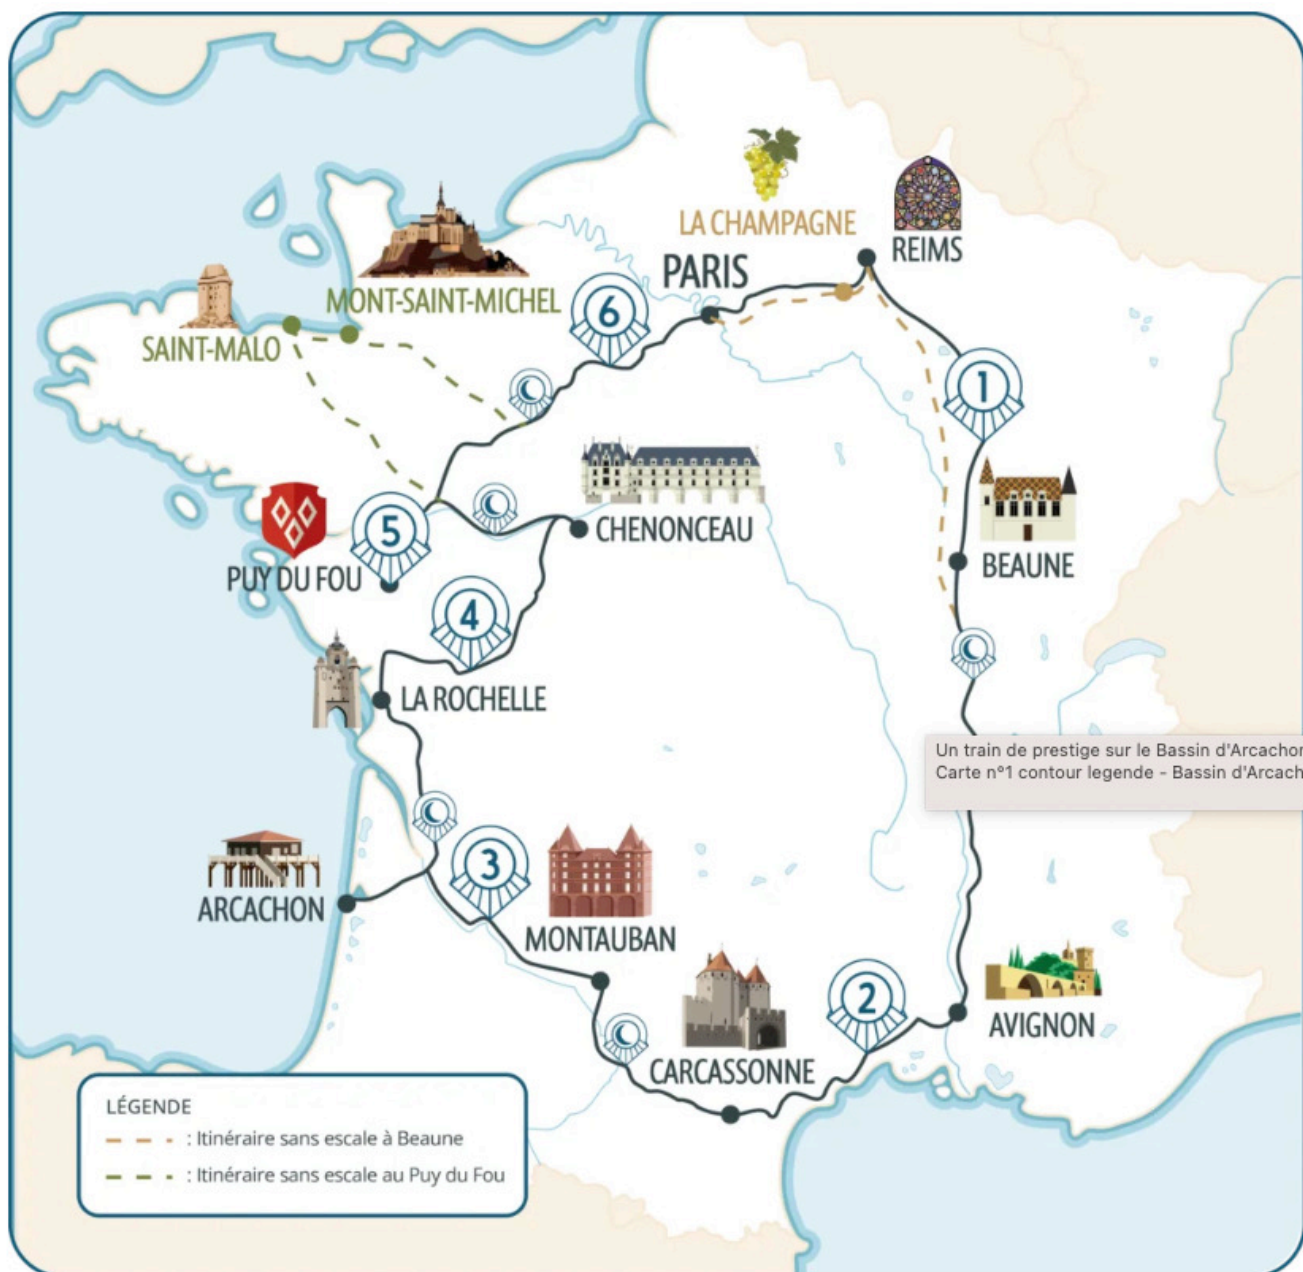 LA CHAMPAGNE
REIMS
PARIS
6
MONT-SAINT-MICHEL
SAINT-MALO
1
CHENONCEAU
5
BEAUNE
PUY DU FOU
4
LA ROCHELLE
Un train de prestige sur le Bassin d'Arcachon
Carte n°1 contour legende - Bassin d'Arcach
3
ARCACHON
MONTAUBAN
2
AVIGNON
CARCASSONNE
LÉGENDE
: Itinéraire sans escale à Beaune
: Itinéraire sans escale au Puy du Fou